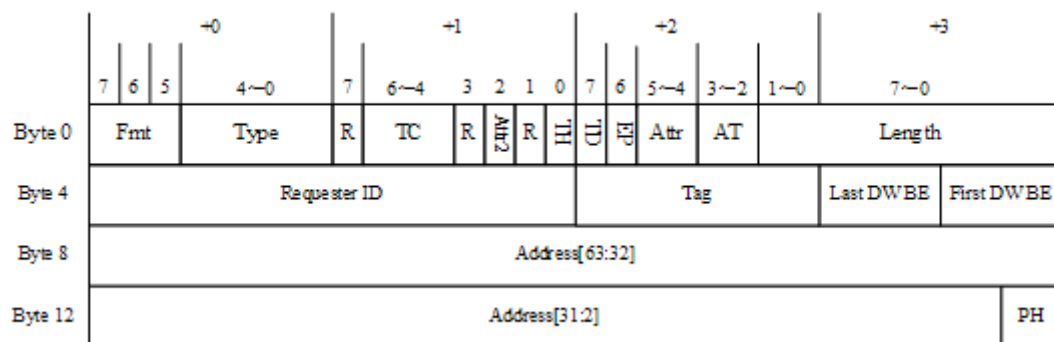 +0 +1 +2 +3
7 6 5 4~0 7 6~4 3 2 1 0 7 6 5~4 3~2 1~0 7~0
Byte 0 Fmt Type R TC R Attr2 R TH TD EP Attr AT Length
Byte 4 Requester ID Tag Last DWBE First DWBE
Byte 8 Address[63:32]
Byte 12 Address[31:2] PH